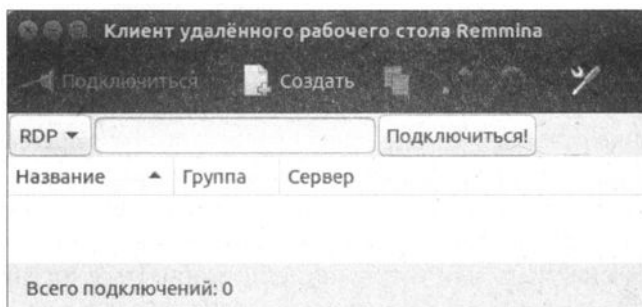 Клиент удалённого рабочего стола Remmina
Подключиться Создать
RDP Подключиться!
Название Группа Сервер
Всего подключений: 0